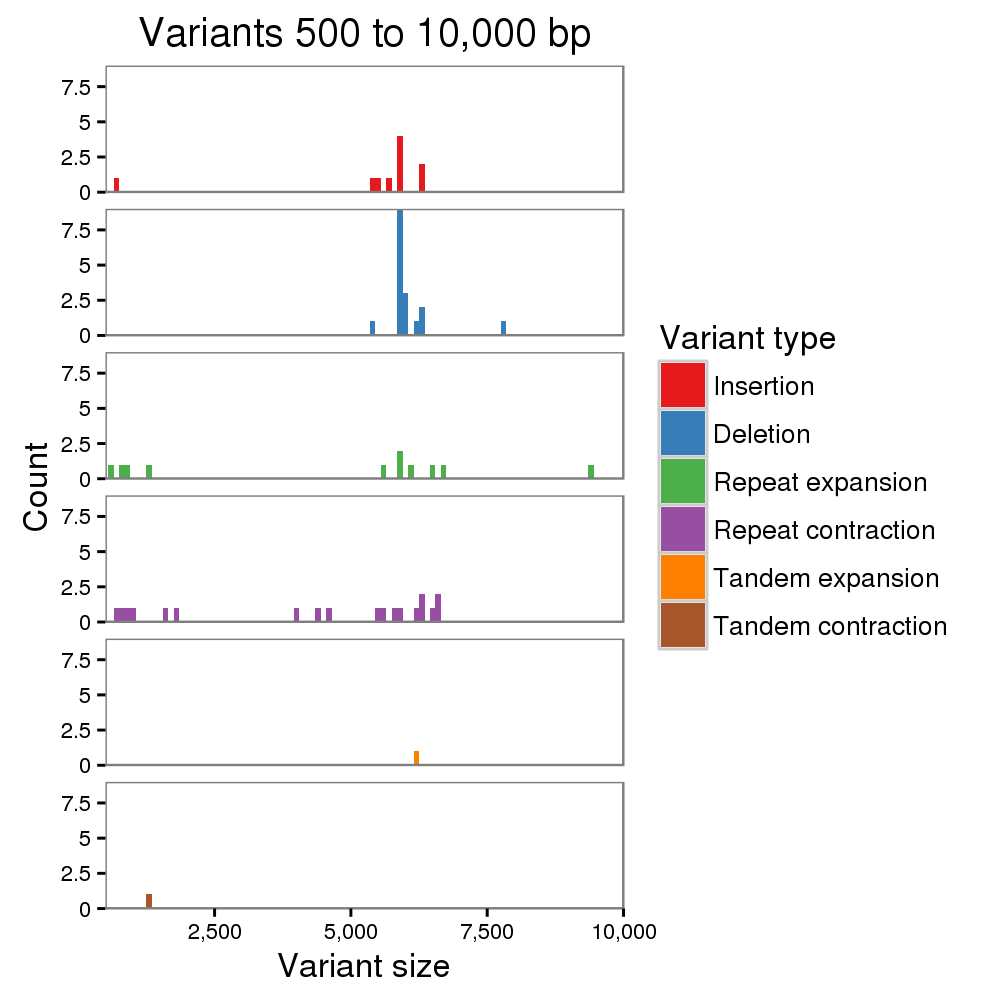 Variants 500 to 10,000 bp
7.5
5
2.5
0
7.5
5
2.5
0
7.5
5
2.5
0
7.5
5
2.5
0
7.5
5
2.5
0
7.5
5
2.5
0
Count
2,500 5,000 7,500 10,000
Variant size
Variant type
Insertion
Deletion
Repeat expansion
Repeat contraction
Tandem expansion
Tandem contraction